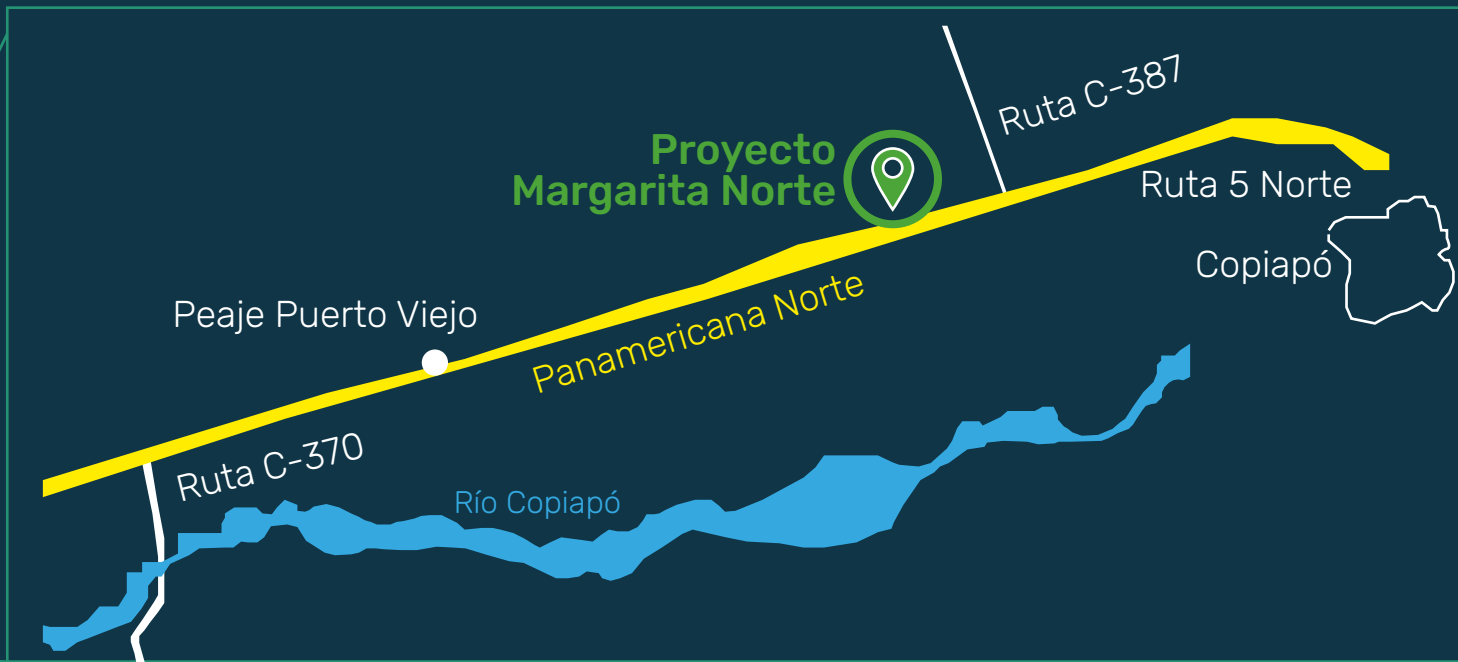 Ruta C-387
Proyecto
Margarita Norte
Ruta 5 Norte
Copiapó
Peaje Puerto Viejo
Panamericana Norte
Ruta C-370
Río Copiapó